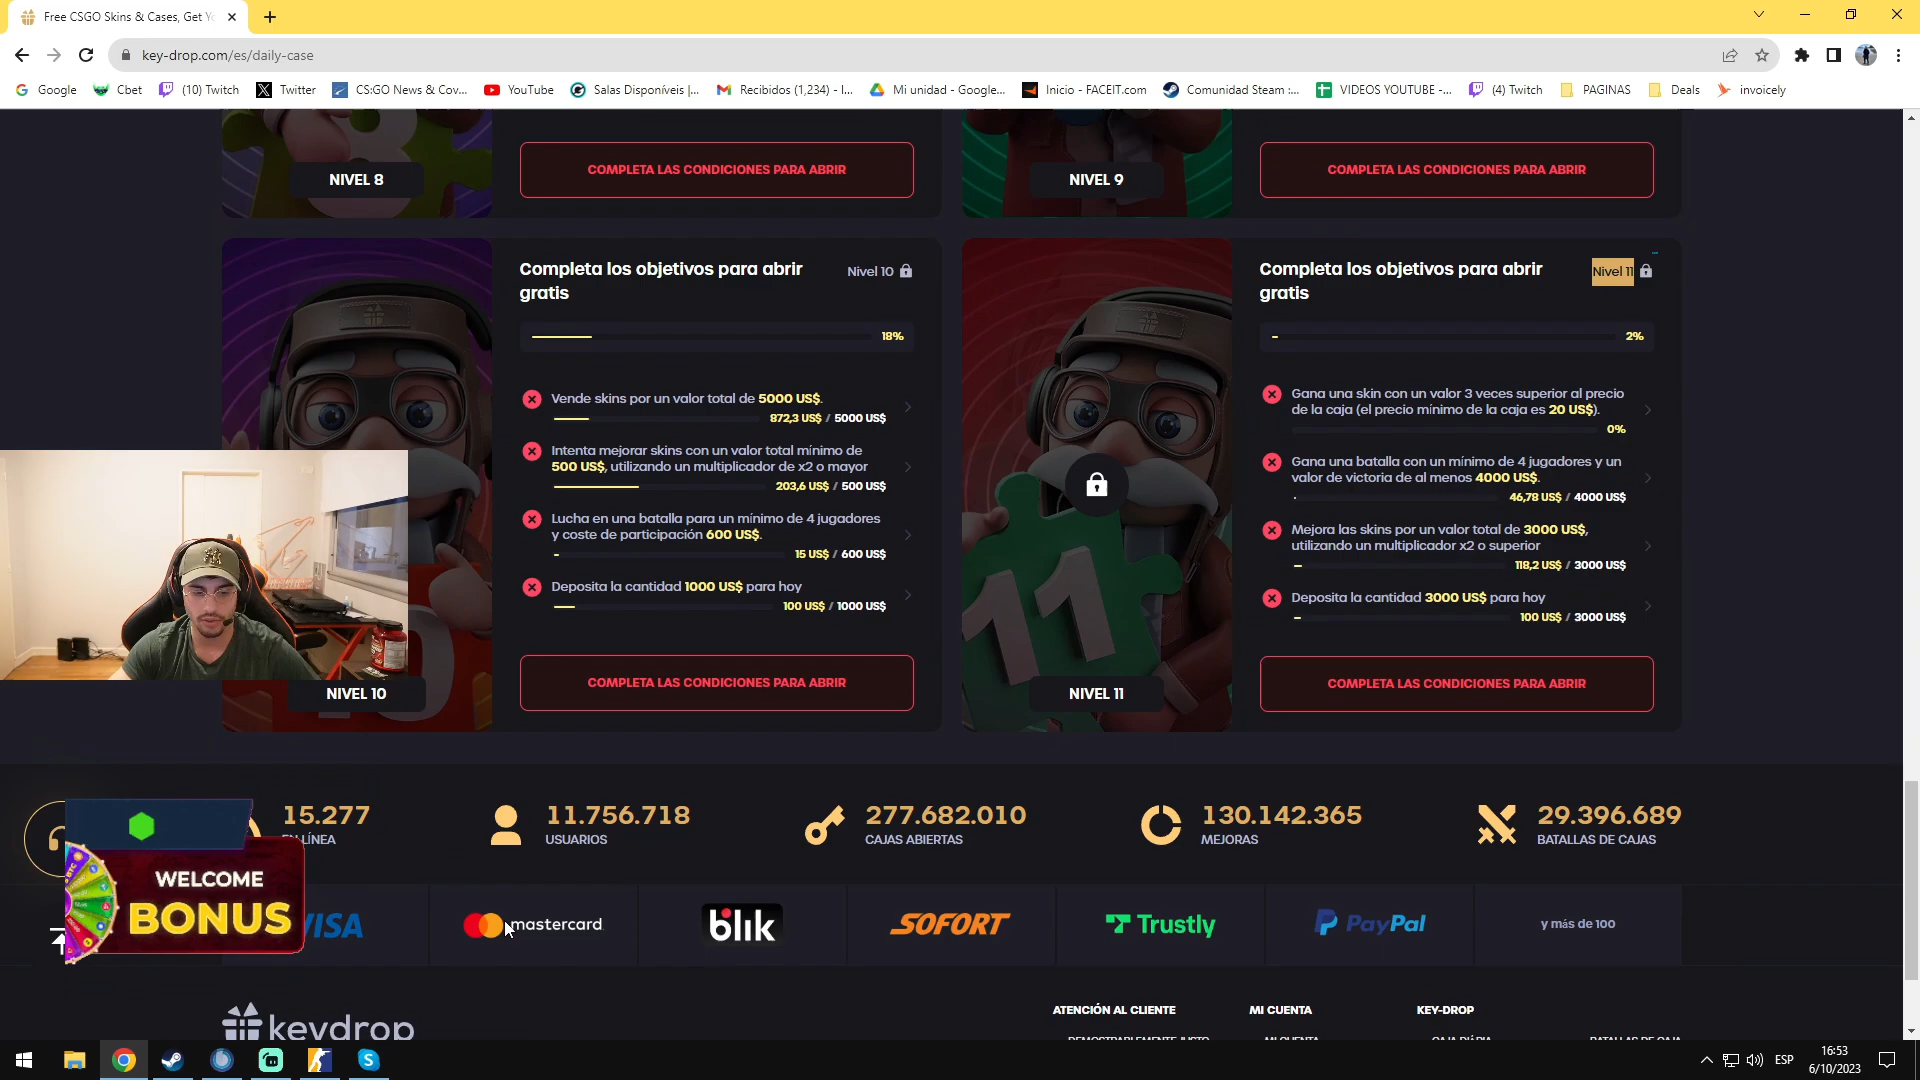 Free CSGO Skins & Cases, Get Yo
key-drop.com/es/daily-case
Google
Cbet
(10) Twitch
Twitter
CS:GO News & Cov...
YouTube
Salas Disponíveis |...
Recibidos (1,234) - l...
Mi unidad - Google...
Inicio - FACEIT.com
Comunidad Steam :...
VIDEOS YOUTUBE -...
(4) Twitch
PAGINAS
Deals
invoicely
NIVEL 8
COMPLETA LAS CONDICIONES PARA ABRIR
NIVEL 9
COMPLETA LAS CONDICIONES PARA ABRIR
Completa los objetivos para abrir
gratis
Nivel 10
18%
Vende skins por un valor total de 5000 US$.
872,3 US$ / 5000 US$
Intenta mejorar skins con un valor total mínimo de
500 US$, utilizando un multiplicador de x2 o mayor
203,6 US$ / 500 US$
Lucha en una batalla para un mínimo de 4 jugadores
y coste de participación 600 US$.
15 US$ / 600 US$
Deposita la cantidad 1000 US$ para hoy
100 US$ / 1000 US$
COMPLETA LAS CONDICIONES PARA ABRIR
NIVEL 10
Completa los objetivos para abrir
gratis
Nivel 11
2%
Gana una skin con un valor 3 veces superior al precio
de la caja (el precio mínimo de la caja es 20 US$).
0%
Gana una batalla con un mínimo de 4 jugadores y un
valor de victoria de al menos 4000 US$.
46,78 US$ / 4000 US$
Mejora las skins por un valor total de 3000 US$,
utilizando un multiplicador x2 o superior
118,2 US$ / 3000 US$
Deposita la cantidad 3000 US$ para hoy
100 US$ / 3000 US$
COMPLETA LAS CONDICIONES PARA ABRIR
11
NIVEL 11
15.277
EN LÍNEA
11.756.718
USUARIOS
277.682.010
CAJAS ABIERTAS
130.142.365
MEJORAS
29.396.689
BATALLAS DE CAJAS
WELCOME
BONUS
VISA
mastercard
blik
SOFORT
Trustly
PayPal
y más de 100
keydrop
ATENCIÓN AL CLIENTE
MI CUENTA
KEY-DROP
DEMOSTRABLEMENTE JUSTO
MI CUENTA
CAJA DIÁRIA
BATALLAS DE CAJA
ESP
16:53
6/10/2023